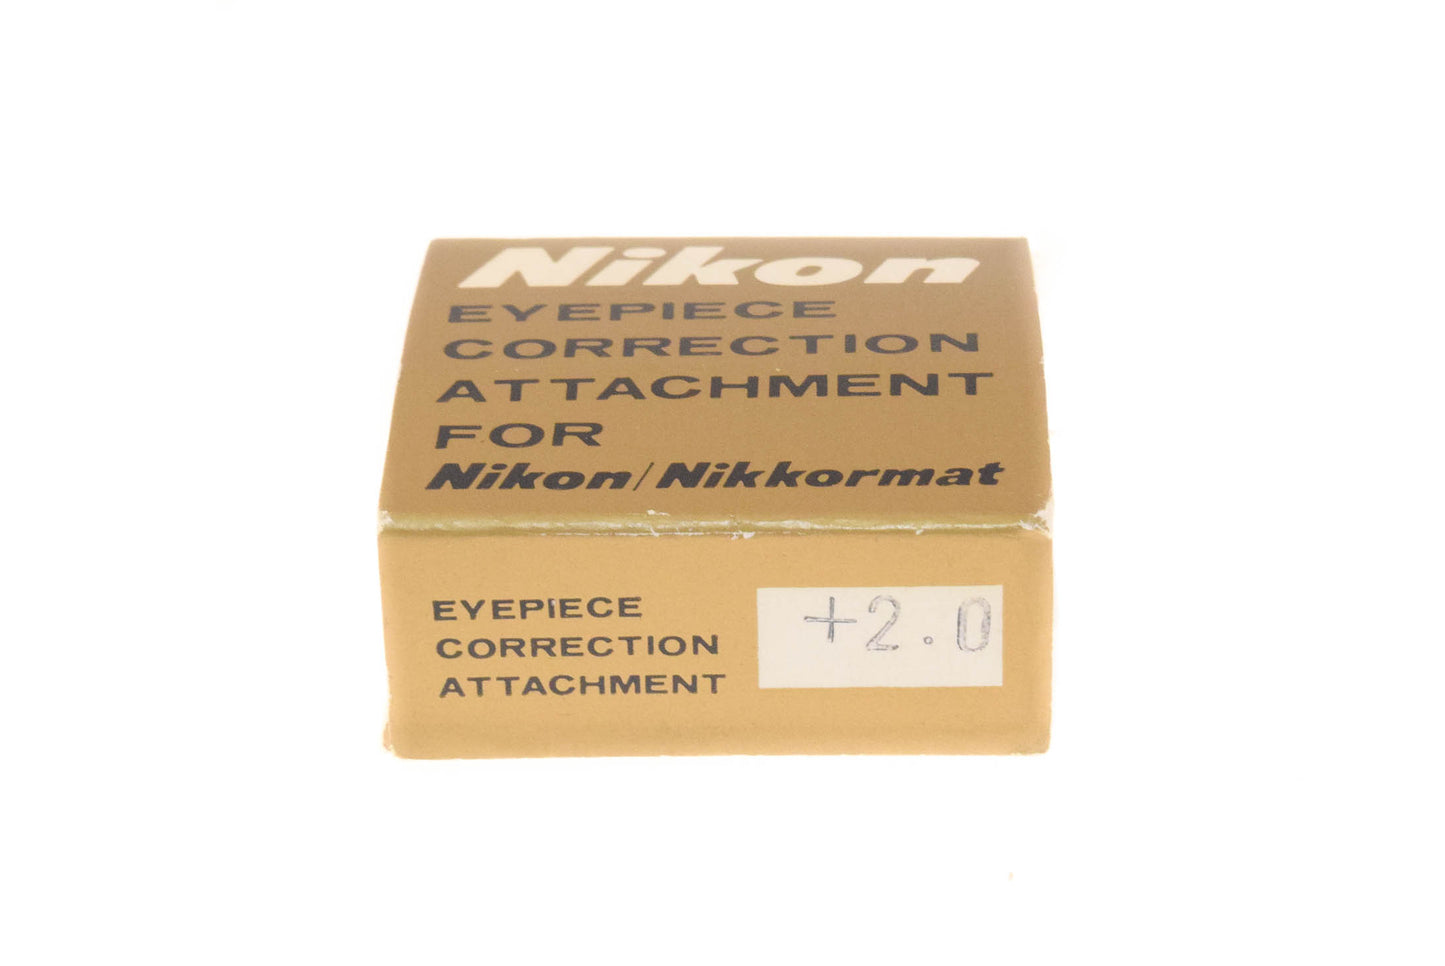 Nikon
EYEPIECE
CORRECTION
ATTACHMENT
FOR
Nikon/Nikkormat
EYEPIECE
CORRECTION
ATTACHMENT
+2.0